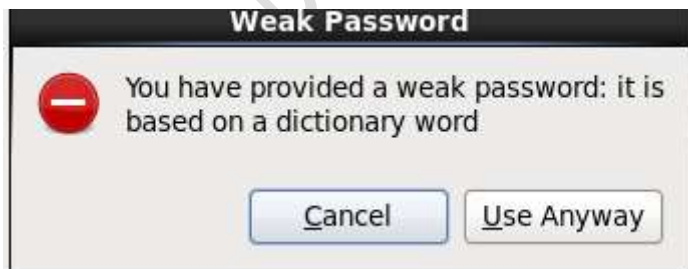 Weak Password
You have provided a weak password: it is
based on a dictionary word
Cancel
Use Anyway